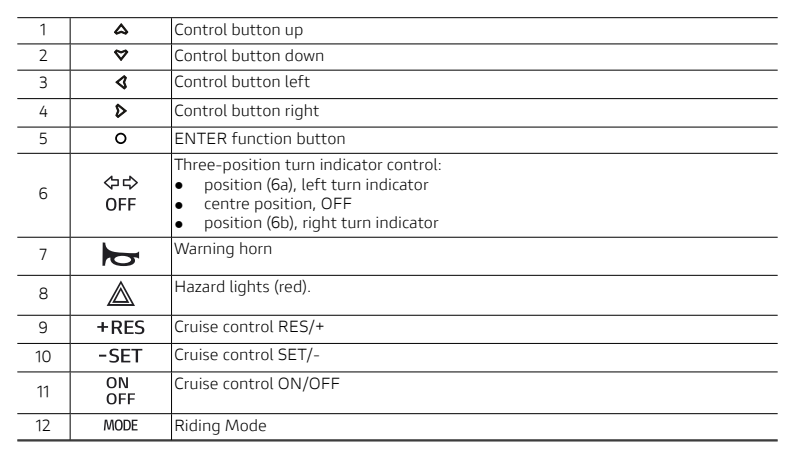 1 Control button up
2 Control button down
3 Control button left
4 Control button right
5 ENTER function button
Three-position turn indicator control:
● position (6a), left turn indicator
6 OFF ● centre position, OFF
● position (6b), right turn indicator
7 Warning horn
8 Hazard lights (red).
9 +RES Cruise control RES/+
10 -SET Cruise control SET/-
11 ON OFF Cruise control ON/OFF
12 MODE Riding Mode